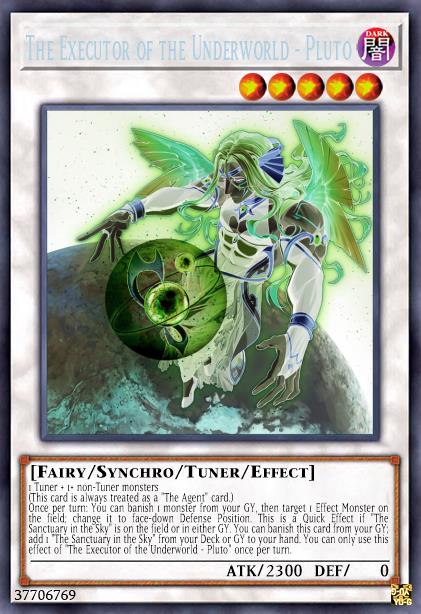 The Executor of the Underworld - Pluto
DARK
闇
[Fairy/Synchro/Tuner/Effect]
1 Tuner + 1+ non-Tuner monsters
(This card is always treated as a "The Agent" card.)
Once per turn: You can banish 1 monster from your GY, then target 1 Effect Monster on
the field; change it to face-down Defense Position. This is a Quick Effect if "The
Sanctuary in the Sky" is on the field or in either GY. You can banish this card from your GY;
add 1 "The Sanctuary in the Sky" from your Deck or GY to your hand. You can only use this
effect of "The Executor of the Underworld - Pluto" once per turn.
ATK/2300 DEF/ 0
37706769